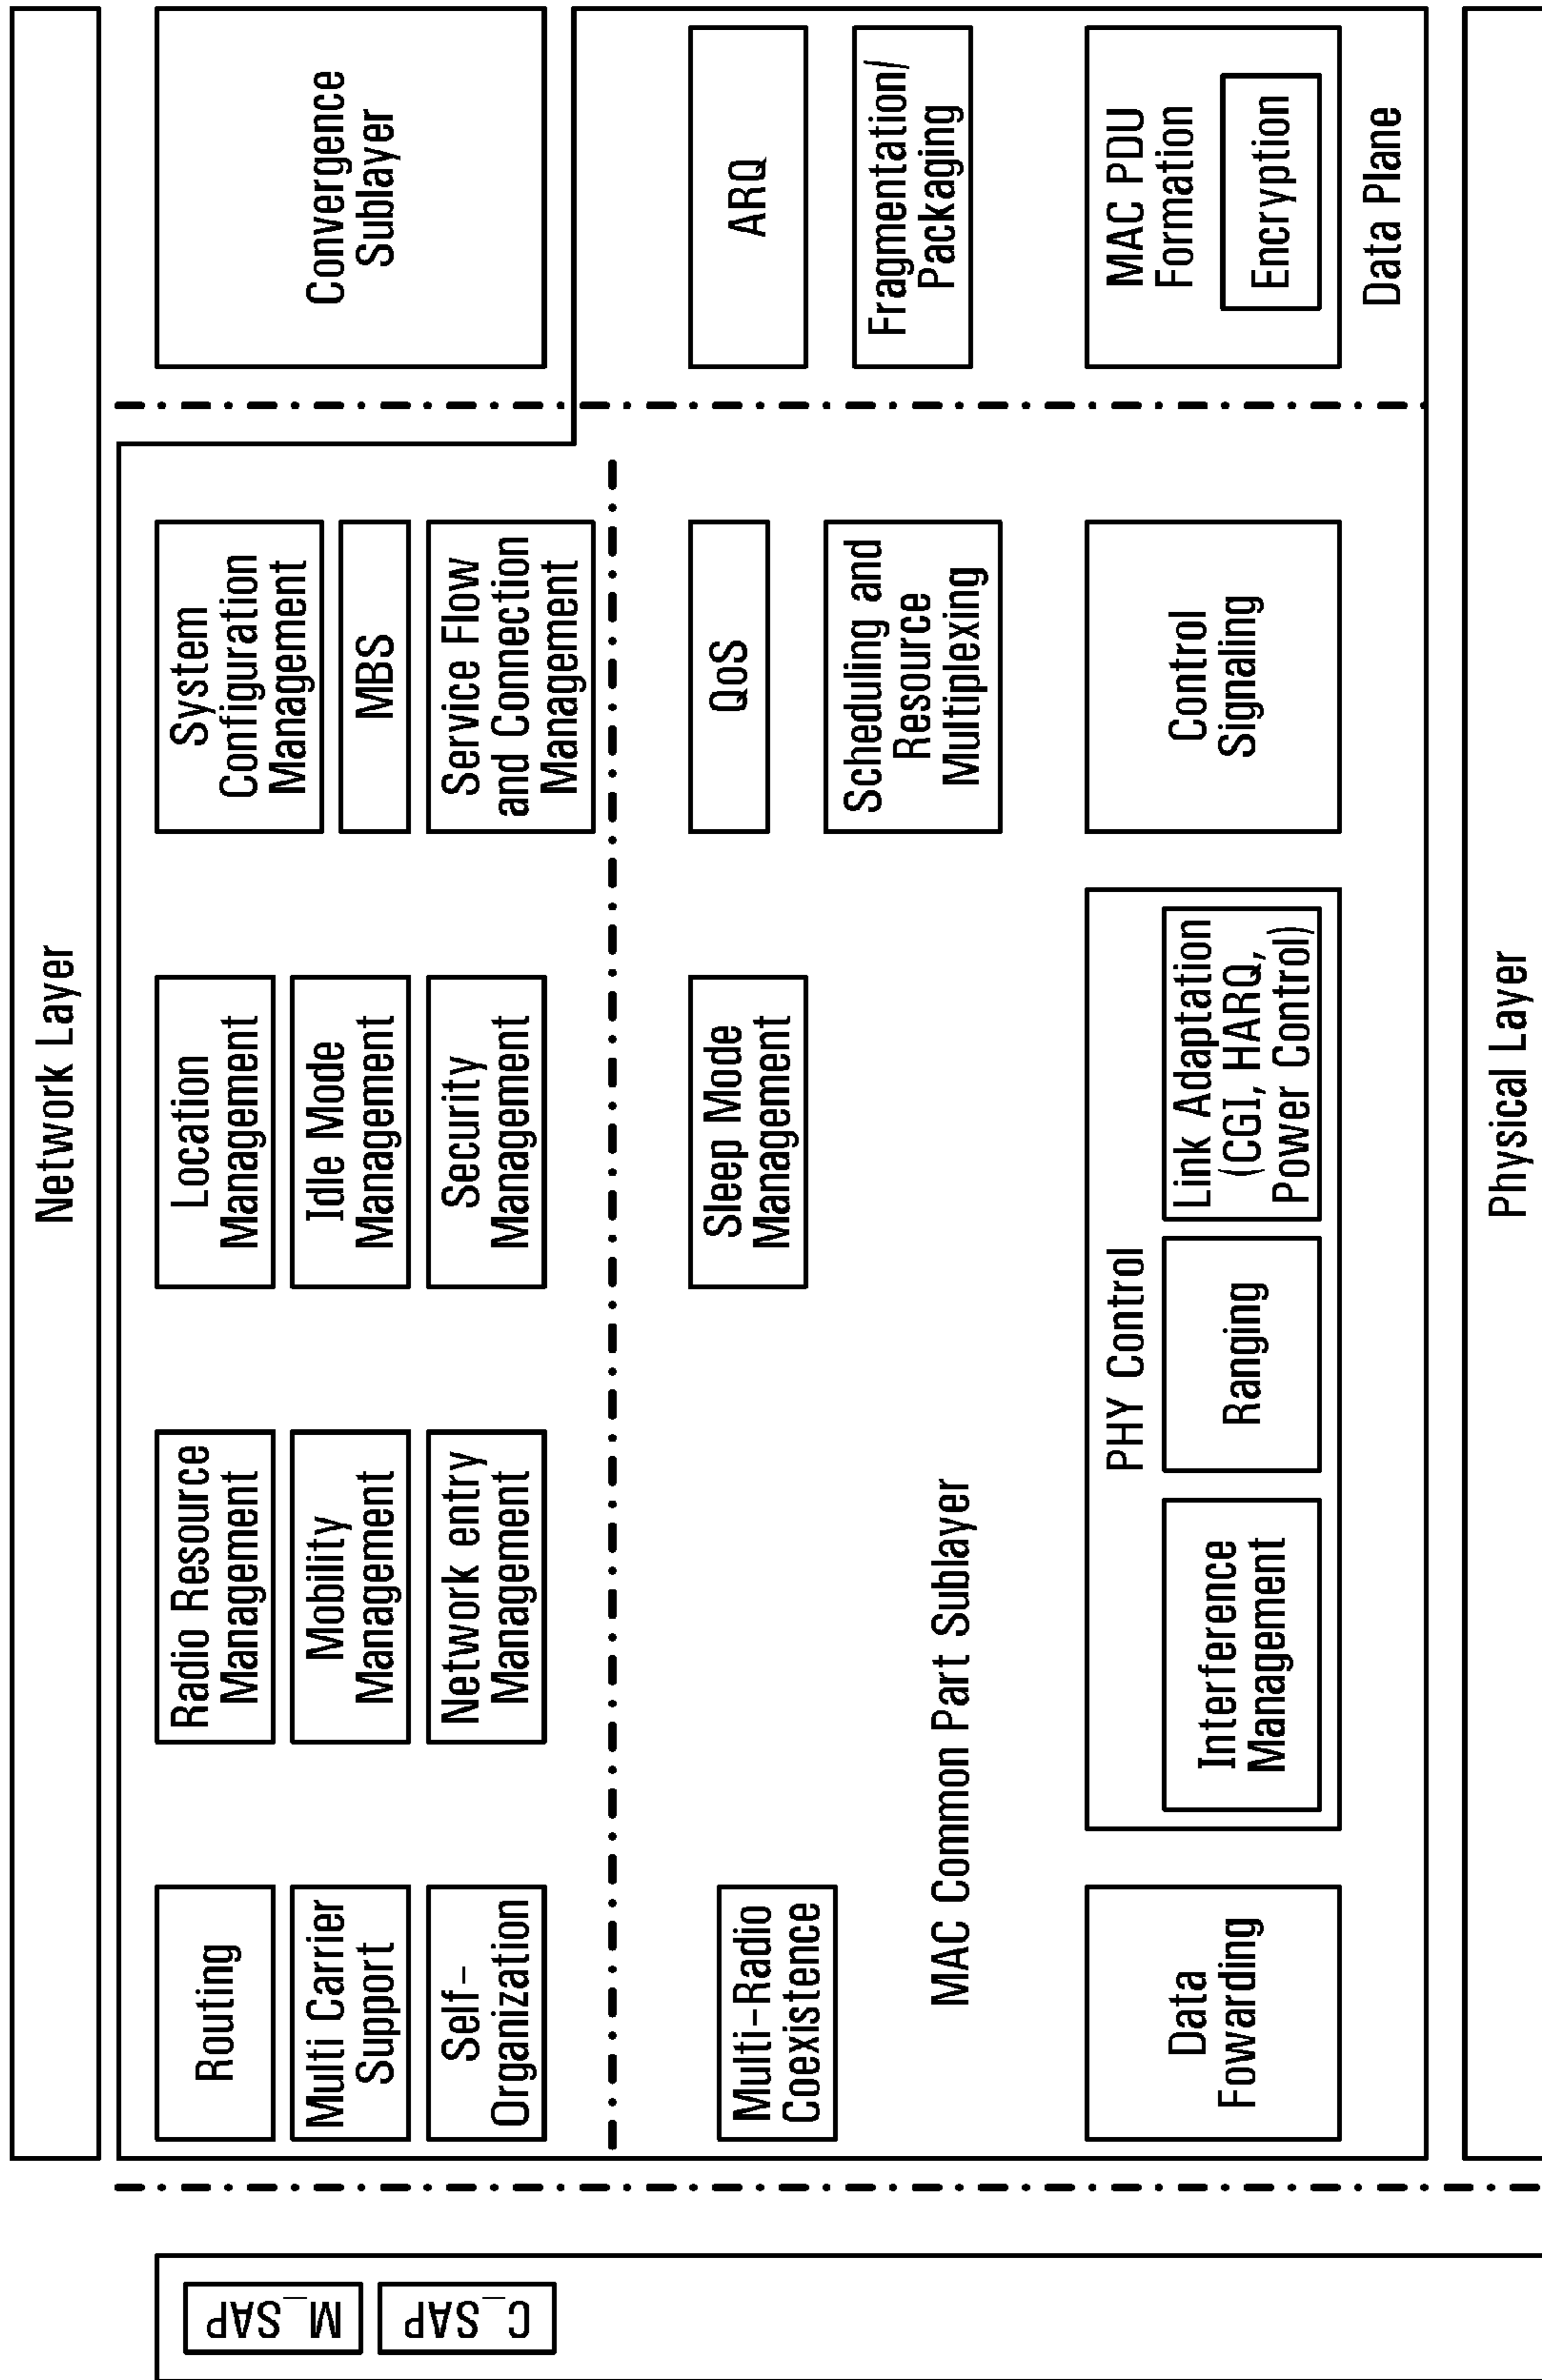 Network Layer
M_SAP
C_SAP
Routing
Multi Carrier
Support
Self-
Organization
Radio Resource
Management
Mobility
Management
Network entry
Management
Location
Management
Idle Mode
Management
Security
Management
System
Configuration
Management
MBS
Service Flow
and Connection
Management
Convergence
Sublayer
Multi-Radio
Coexistence
Sleep Mode
Management
QoS
Scheduling and
Resource
Multiplexing
ARQ
Fragmentation/
Packaging
MAC Common Part Sublayer
Data
Fowarding
PHY Control
Interference
Management
Ranging
Link Adaptation
(CGI, HARQ,
Power Control)
Control
Signaling
MAC PDU
Formation
Encryption
Data Plane
Physical Layer